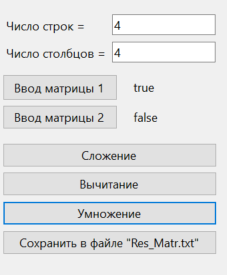 Число строк = 4
Число столбцов = 4
Ввод матрицы 1 true
Ввод матрицы 2 false
Сложение
Вычитание
Умножение
Сохранить в файле "Res_Matr.txt"